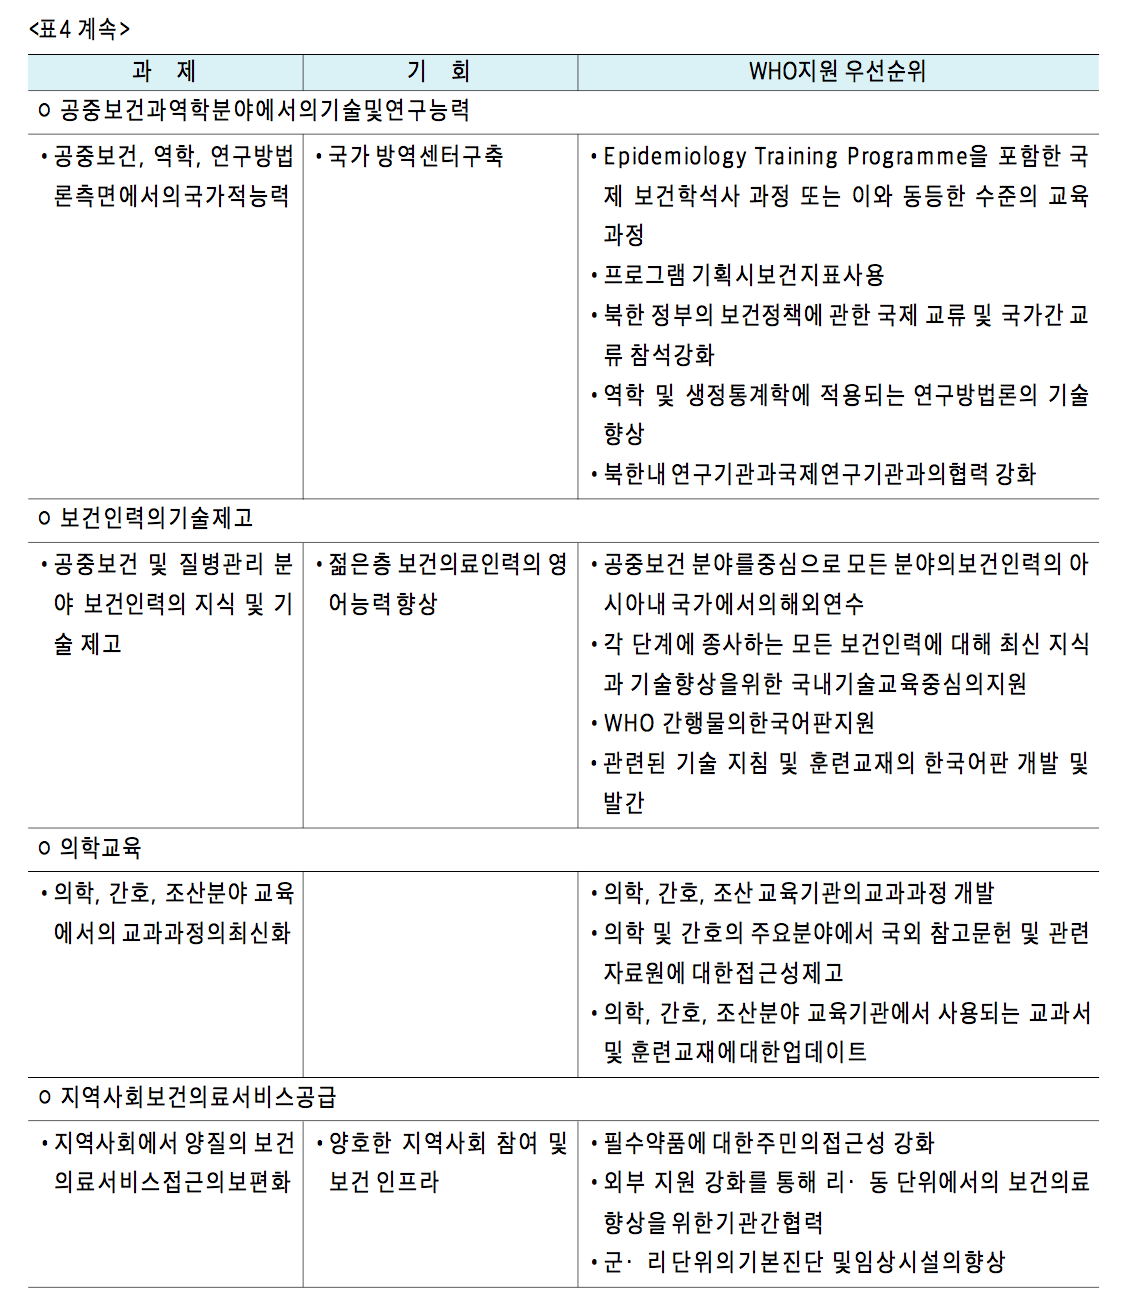 <표4 계속>
과 제 기 회 WHO지원 우선순위
ㅇ 공중보건과역학분야에서의기술및연구능력
• 공중보건, 역학, 연구방법
론측면에서의국가적능력
• 국가 방역센터구축
• Epidemiology Training Programme을 포함한 국
제 보건학석사 과정 또는 이와 동등한 수준의 교육
과정
• 프로그램 기획시보건지표사용
• 북한 정부의 보건정책에 관한 국제 교류 및 국가간 교
류 참석강화
• 역학 및 생정통계학에 적용되는 연구방법론의 기술
향상
• 북한내 연구기관과국제연구기관과의협력 강화
ㅇ 보건인력의기술제고
• 공중보건 및 질병관리 분
야 보건인력의 지식 및 기
술 제고
• 젊은층 보건의료인력의 영
어능력 향상
• 공중보건 분야를중심으로 모든 분야의보건인력의 아
시아내 국가에서의해외연수
• 각 단계에 종사하는 모든 보건인력에 대해 최신 지식
과 기술향상을위한 국내기술교육중심의지원
• WHO 간행물의한국어판지원
• 관련된 기술 지침 및 훈련교재의 한국어판 개발 및
발간
ㅇ 의학교육
• 의학, 간호, 조산분야 교육
에서의 교과과정의최신화
• 의학, 간호, 조산 교육기관의교과과정 개발
• 의학 및 간호의 주요분야에서 국외 참고문헌 및 관련
자료원에 대한접근성제고
• 의학, 간호, 조산분야 교육기관에서 사용되는 교과서
및 훈련교재에대한업데이트
ㅇ 지역사회보건의료서비스공급
• 지역사회에서 양질의 보건
의료서비스접근의보편화
• 양호한 지역사회 참여 및
보건 인프라
• 필수약품에 대한주민의접근성 강화
• 외부 지원 강화를 통해 리· 동 단위에서의 보건의료
향상을 위한기관간협력
• 군· 리 단위의기본진단 및임상시설의향상